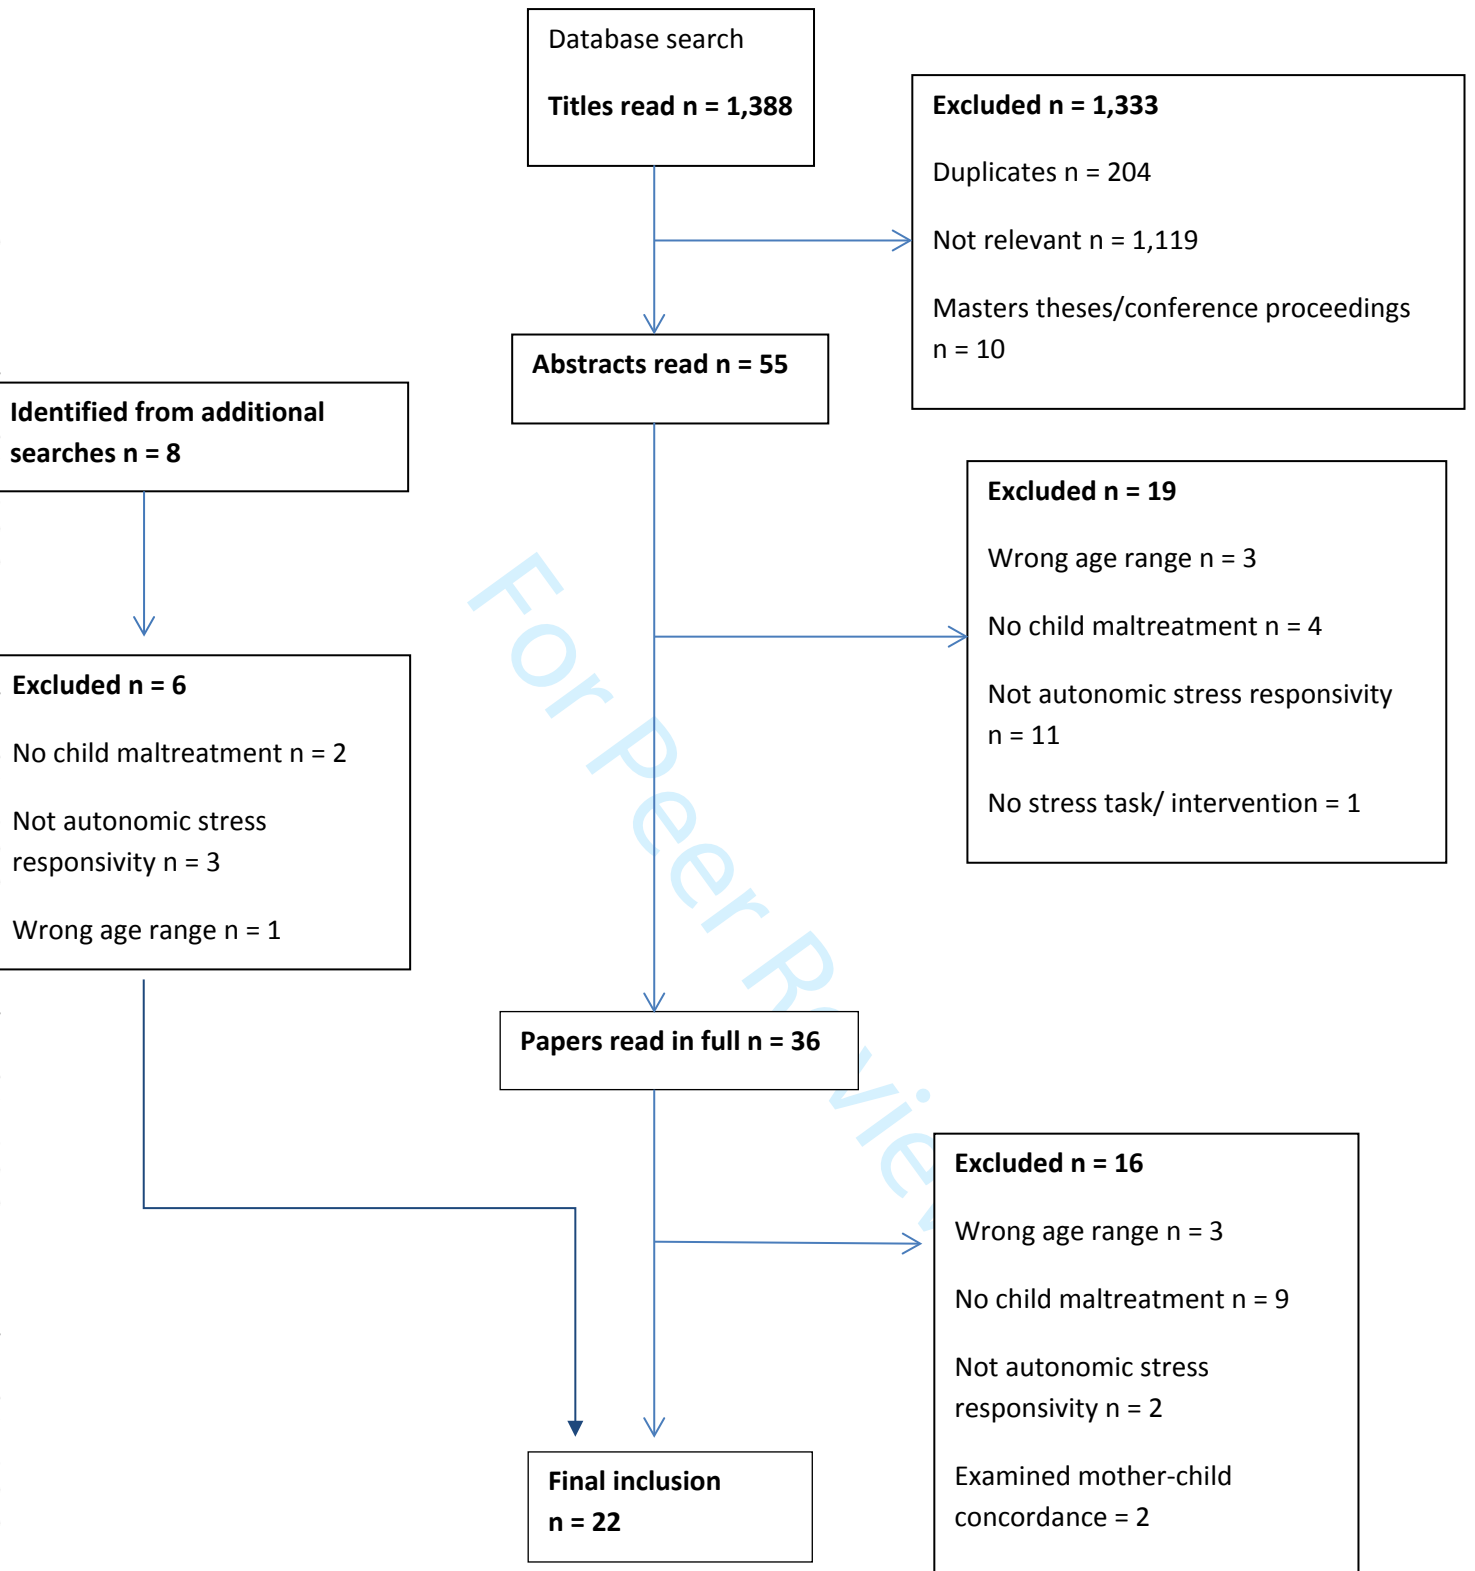 Database search
Titles read n = 1,388
Excluded n = 1,333
Duplicates n = 204
Not relevant n = 1,119
Masters theses/conference proceedings
n = 10
Abstracts read n = 55
Identified from additional
searches n = 8
Excluded n = 19
Wrong age range n = 3
No child maltreatment n = 4
Not autonomic stress responsivity
n = 11
No stress task/ intervention = 1
Excluded n = 6
No child maltreatment n = 2
Not autonomic stress
responsivity n = 3
Wrong age range n = 1
Papers read in full n = 36
Excluded n = 16
Wrong age range n = 3
No child maltreatment n = 9
Not autonomic stress
responsivity n = 2
Examined mother-child
concordance = 2
Final inclusion
n = 22
For Peer Review